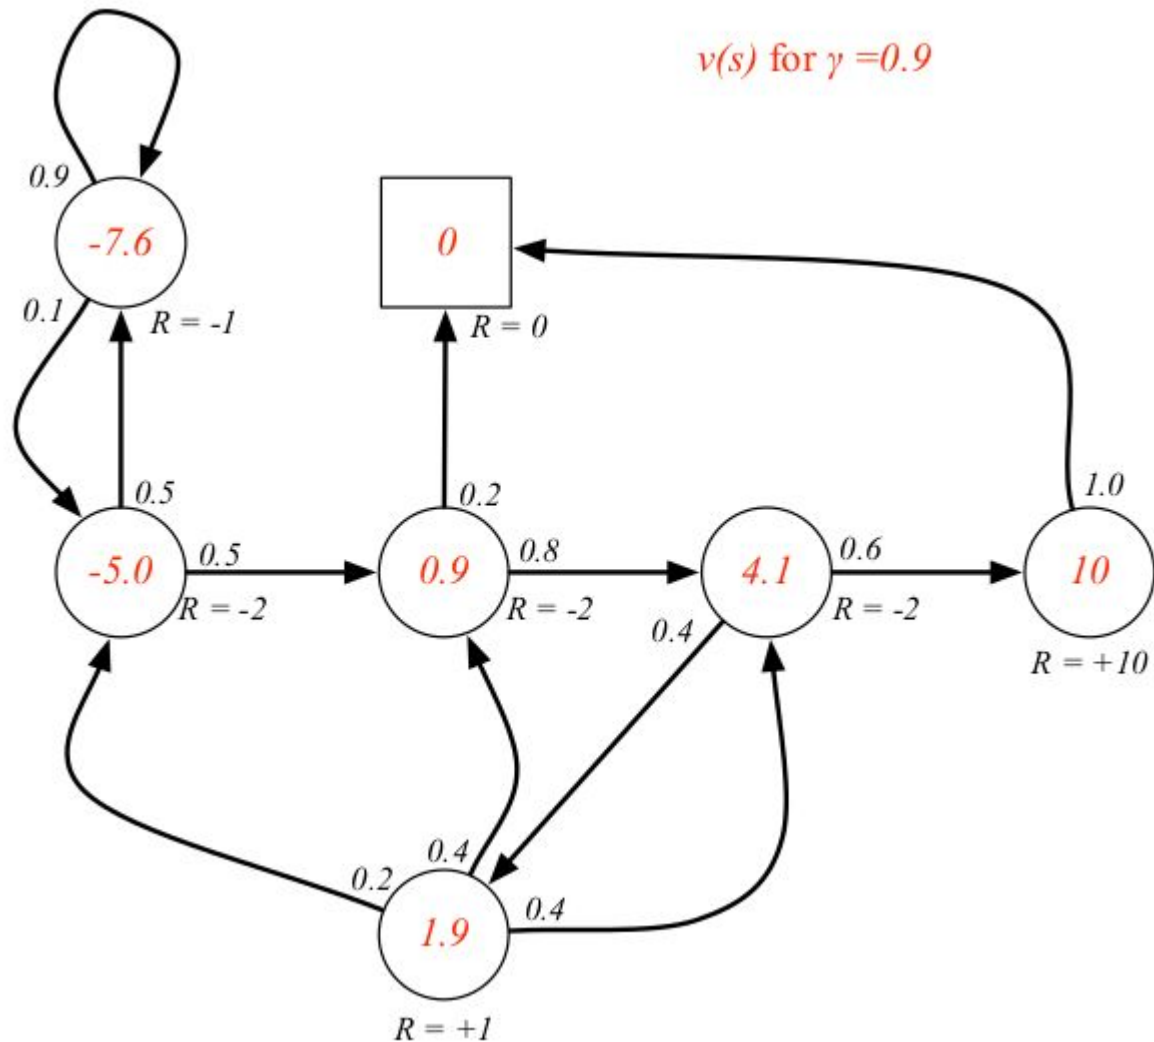 v(s) for γ =0.9
0.9
-7.6
0
0.1
R = -1
R = 0
0.5
0.2
1.0
-5.0
0.5
0.9
0.8
4.1
0.6
10
R = -2
R = -2
R = -2
0.4
R = +10
0.4
0.2
0.4
1.9
R = +1